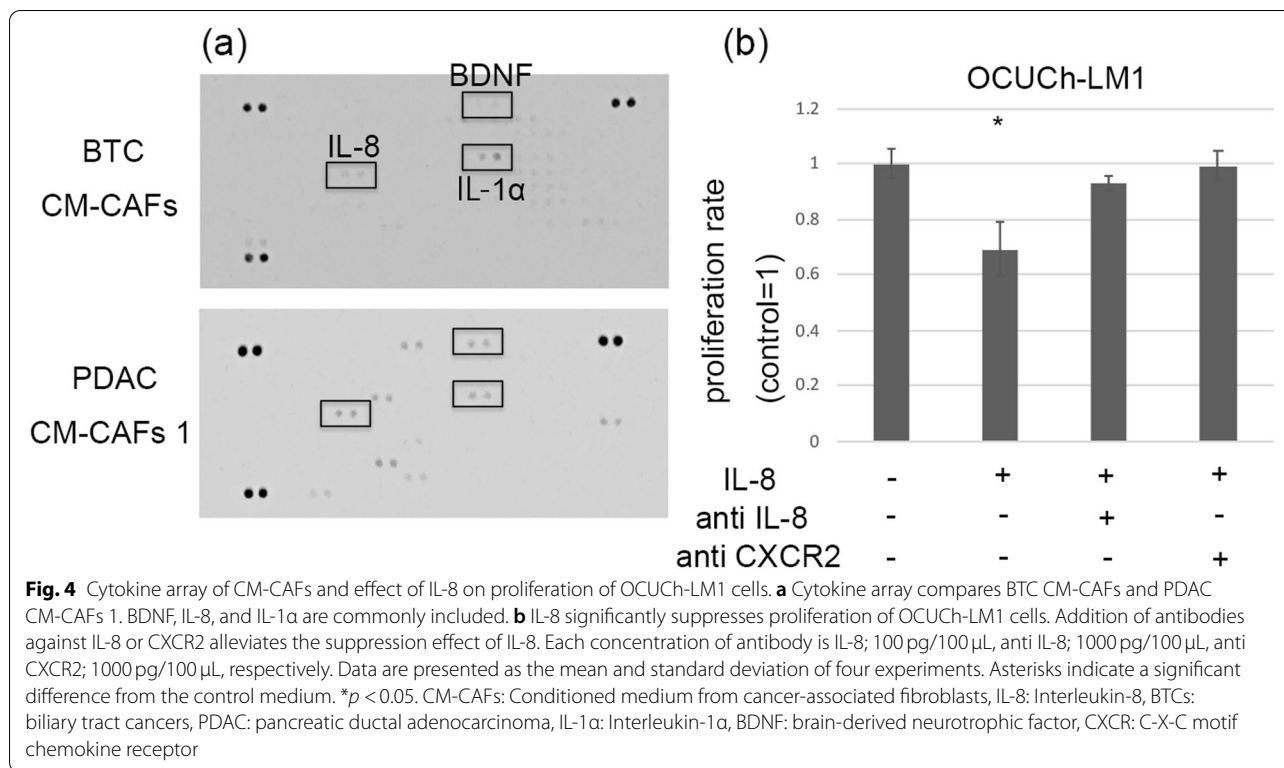 (a)
BDNF
BTC
CM-CAFs
IL-8
IL-1α
PDAC
CM-CAFs 1
(b)
OCUCh-LM1
proliferation rate
(control=1)
1.2
1
0.8
0.6
0.4
0.2
0
*
IL-8 - + + +
anti IL-8 - - + -
anti CXCR2 - - - +
Fig. 4 Cytokine array of CM-CAFs and effect of IL-8 on proliferation of OCUCh-LM1 cells. a Cytokine array compares BTC CM-CAFs and PDAC
CM-CAFs 1. BDNF, IL-8, and IL-1α are commonly included. b IL-8 significantly suppresses proliferation of OCUCh-LM1 cells. Addition of antibodies
against IL-8 or CXCR2 alleviates the suppression effect of IL-8. Each concentration of antibody is IL-8; 100 pg/100 μL, anti IL-8; 1000 pg/100 μL, anti
CXCR2; 1000 pg/100 μL, respectively. Data are presented as the mean and standard deviation of four experiments. Asterisks indicate a significant
difference from the control medium. *p < 0.05. CM-CAFs: Conditioned medium from cancer-associated fibroblasts, IL-8: Interleukin-8, BTCs:
biliary tract cancers, PDAC: pancreatic ductal adenocarcinoma, IL-1α: Interleukin-1α, BDNF: brain-derived neurotrophic factor, CXCR: C-X-C motif
chemokine receptor